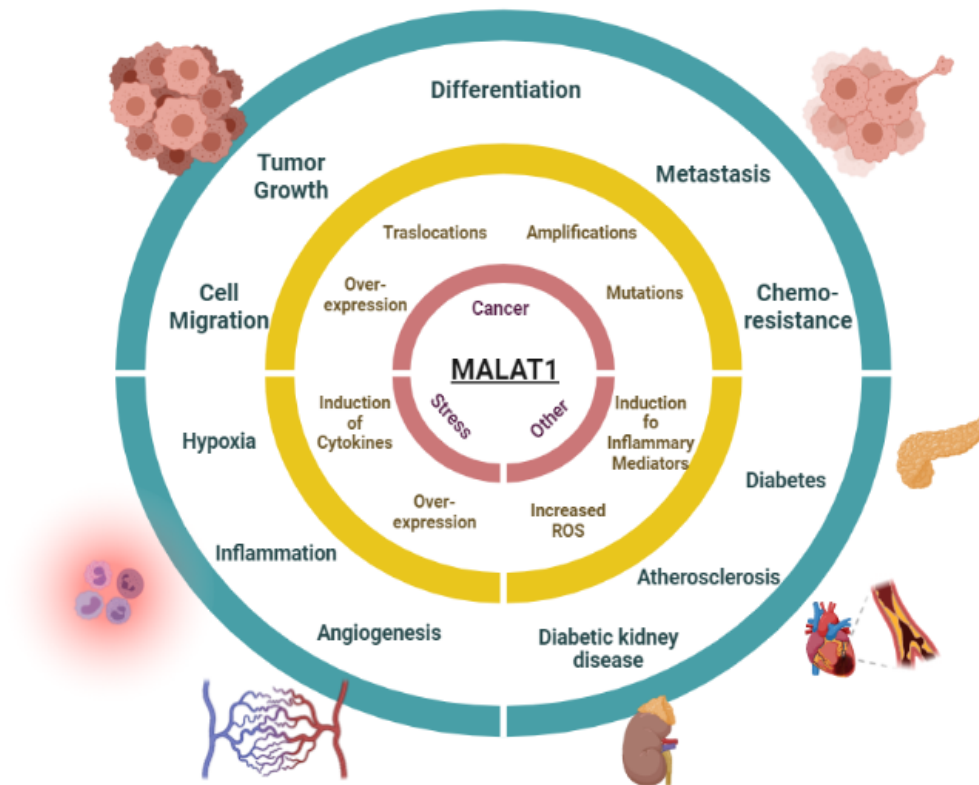 Differentiation
Tumor
Growth
Metastasis
Traslocations
Amplifications
Over-
expression
Mutations
Cell
Migration
Cancer
Chemo-
resistance
MALAT1
Stress
Other
Induction
of
Cytokines
Induction
fo
Inflammary
Mediators
Hypoxia
Diabetes
Over-
expression
Increased
ROS
Inflammation
Atherosclerosis
Angiogenesis
Diabetic kidney
disease